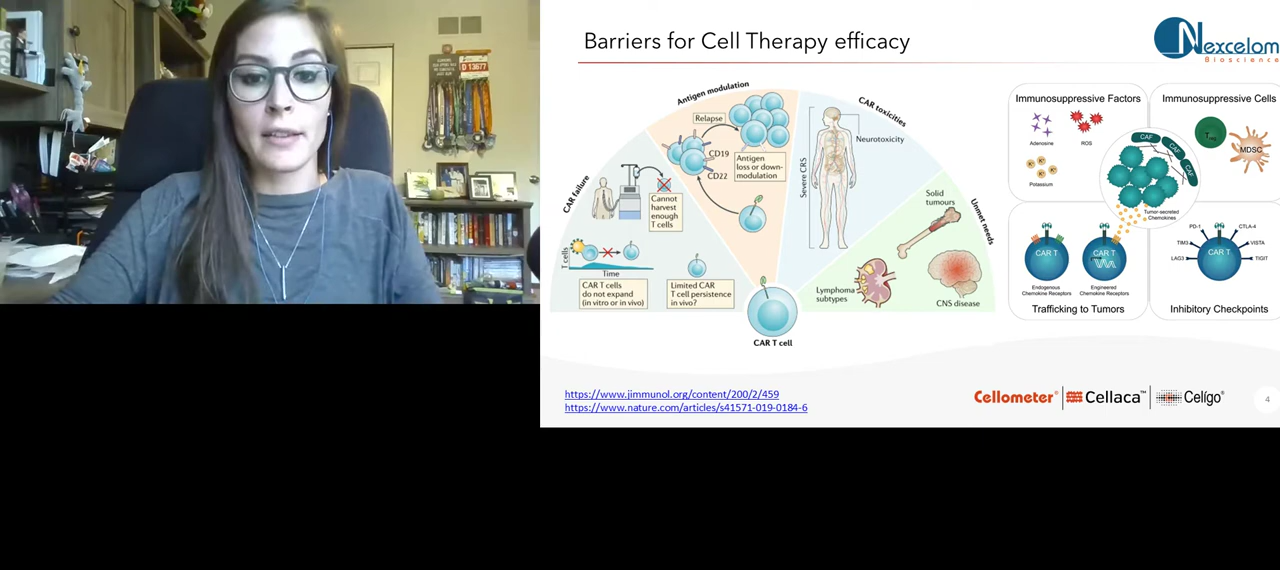 D 13677
Barriers for Cell Therapy efficacy
Nexcelom
Bioscience
Antigen modulation
CAR toxicities
CAR failure
Unmet needs
Relapse
CD19
CD22
Antigen
loss or down-
modulation
Cannot
harvest
enough
T cells
T cells
Time
CAR T cells
do not expand
(in vitro or in vivo)
Limited CAR
T cell persistence
in vivo?
Severe CRS
Neurotoxicity
Solid
tumours
Lymphoma
subtypes
CNS disease
CAR T cell
Immunosuppressive Factors
Adenosine
ROS
K+
K+
K+
K+
Potassium
Immunosuppressive Cells
Treg
MDSC
CAF
CAF
CAF
Tumor-secreted
Chemokines
CAR T
CAR T
Endogenous
Chemokine Receptors
Engineered
Chemokine Receptors
Trafficking to Tumors
PD-1
CTLA-4
TIM3
VISTA
LAG3
TIGIT
CAR T
Inhibitory Checkpoints
https://www.jimmunol.org/content/200/2/459
https://www.nature.com/articles/s41571-019-0184-6
Cellometer®
Cellaca™
Celígo®
4